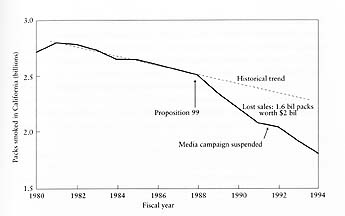 3.0
2.5
2.0
1.5
Packs smoked in California (billions)
Historical trend
Lost sales: 1.6 bil packs
worth $2 bil
Proposition 99
Media campaign suspended
1980 1982 1984 1986 1988 1990 1992 1994
Fiscal year